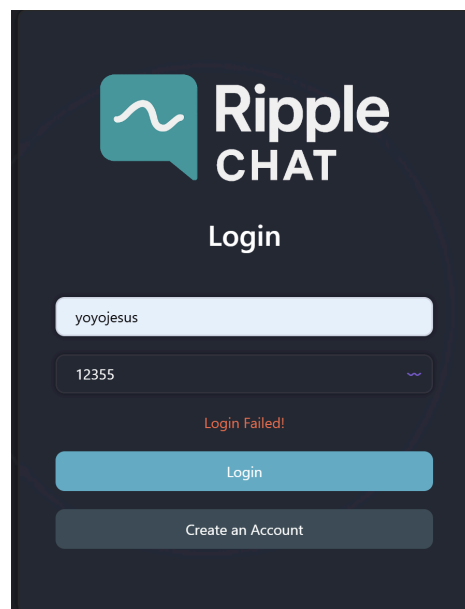 Ripple
CHAT
Login
yoyojesus
12355
Login Failed!
Login
Create an Account